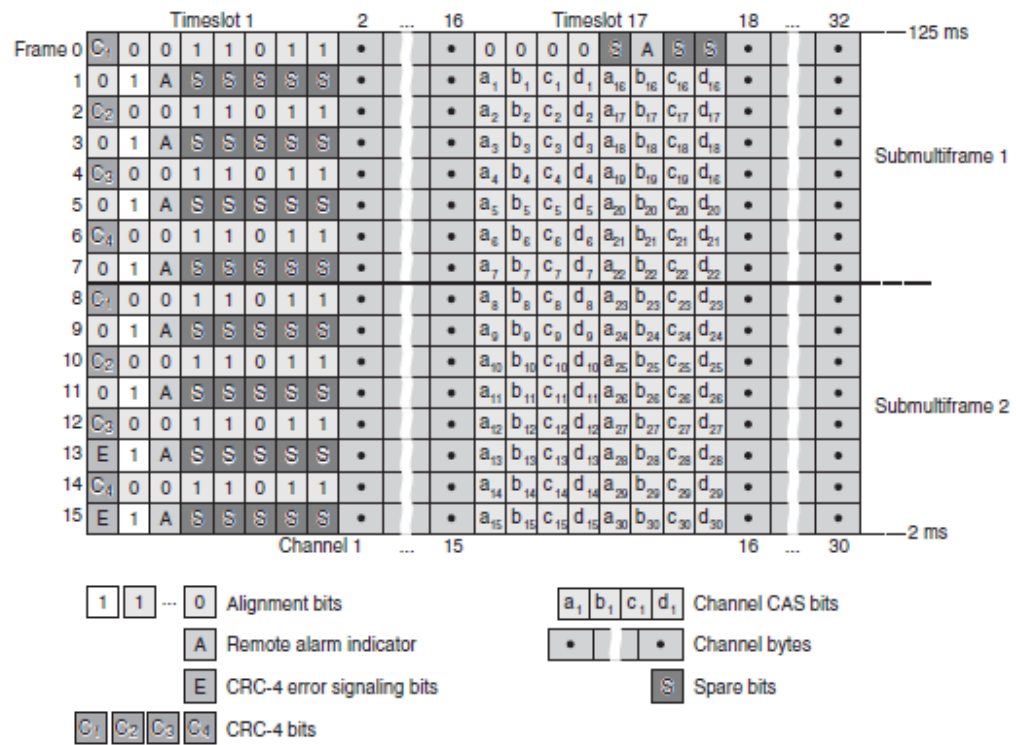 Timeslot 1 2 ... 16 Timeslot 17 18 ... 32
Frame 0 C₁ 0 0 1 1 0 1 1 • • 0 0 0 0 S A S S • • 125 ms
1 0 1 A S S S S S • • a₁ b₁ c₁ d₁ a₁₆ b₁₆ c₁₆ d₁₆ • •
2 C₂ 0 0 1 1 0 1 1 • • a₂ b₂ c₂ d₂ a₁₇ b₁₇ c₁₇ d₁₇ • •
3 0 1 A S S S S S • • a₃ b₃ c₃ d₃ a₁₈ b₁₈ c₁₈ d₁₈ • •
Submultiframe 1
4 C₃ 0 0 1 1 0 1 1 • • a₄ b₄ c₄ d₄ a₁₉ b₁₉ c₁₉ d₁₆ • •
5 0 1 A S S S S S • • a₅ b₅ c₅ d₅ a₂₀ b₂₀ c₂₀ d₂₀ • •
6 C₄ 0 0 1 1 0 1 1 • • a₆ b₆ c₆ d₆ a₂₁ b₂₁ c₂₁ d₂₁ • •
7 0 1 A S S S S S • • a₇ b₇ c₇ d₇ a₂₂ b₂₂ c₂₂ d₂₂ • •
8 C₁ 0 0 1 1 0 1 1 • • a₈ b₈ c₈ d₈ a₂₃ b₂₃ c₂₃ d₂₃ • •
9 0 1 A S S S S S • • a₉ b₉ c₉ d₉ a₂₄ b₂₄ c₂₄ d₂₄ • •
10 C₂ 0 0 1 1 0 1 1 • • a₁₀ b₁₀ c₁₀ d₁₀ a₂₅ b₂₅ c₂₅ d₂₅ • •
11 0 1 A S S S S S • • a₁₁ b₁₁ c₁₁ d₁₁ a₂₆ b₂₆ c₂₆ d₂₆ • •
Submultiframe 2
12 C₃ 0 0 1 1 0 1 1 • • a₁₂ b₁₂ c₁₂ d₁₂ a₂₇ b₂₇ c₂₇ d₂₇ • •
13 E 1 A S S S S S • • a₁₃ b₁₃ c₁₃ d₁₃ a₂₈ b₂₈ c₂₈ d₂₈ • •
14 C₄ 0 0 1 1 0 1 1 • • a₁₄ b₁₄ c₁₄ d₁₄ a₂₉ b₂₉ c₂₉ d₂₉ • •
15 E 1 A S S S S S • • a₁₅ b₁₅ c₁₅ d₁₅ a₃₀ b₃₀ c₃₀ d₃₀ • • 2 ms
Channel 1 ... 15 16 ... 30
1 1 ... 0 Alignment bits
A Remote alarm indicator
E CRC-4 error signaling bits
C₁ C₂ C₃ C₄ CRC-4 bits
a₁ b₁ c₁ d₁ Channel CAS bits
• • Channel bytes
S Spare bits